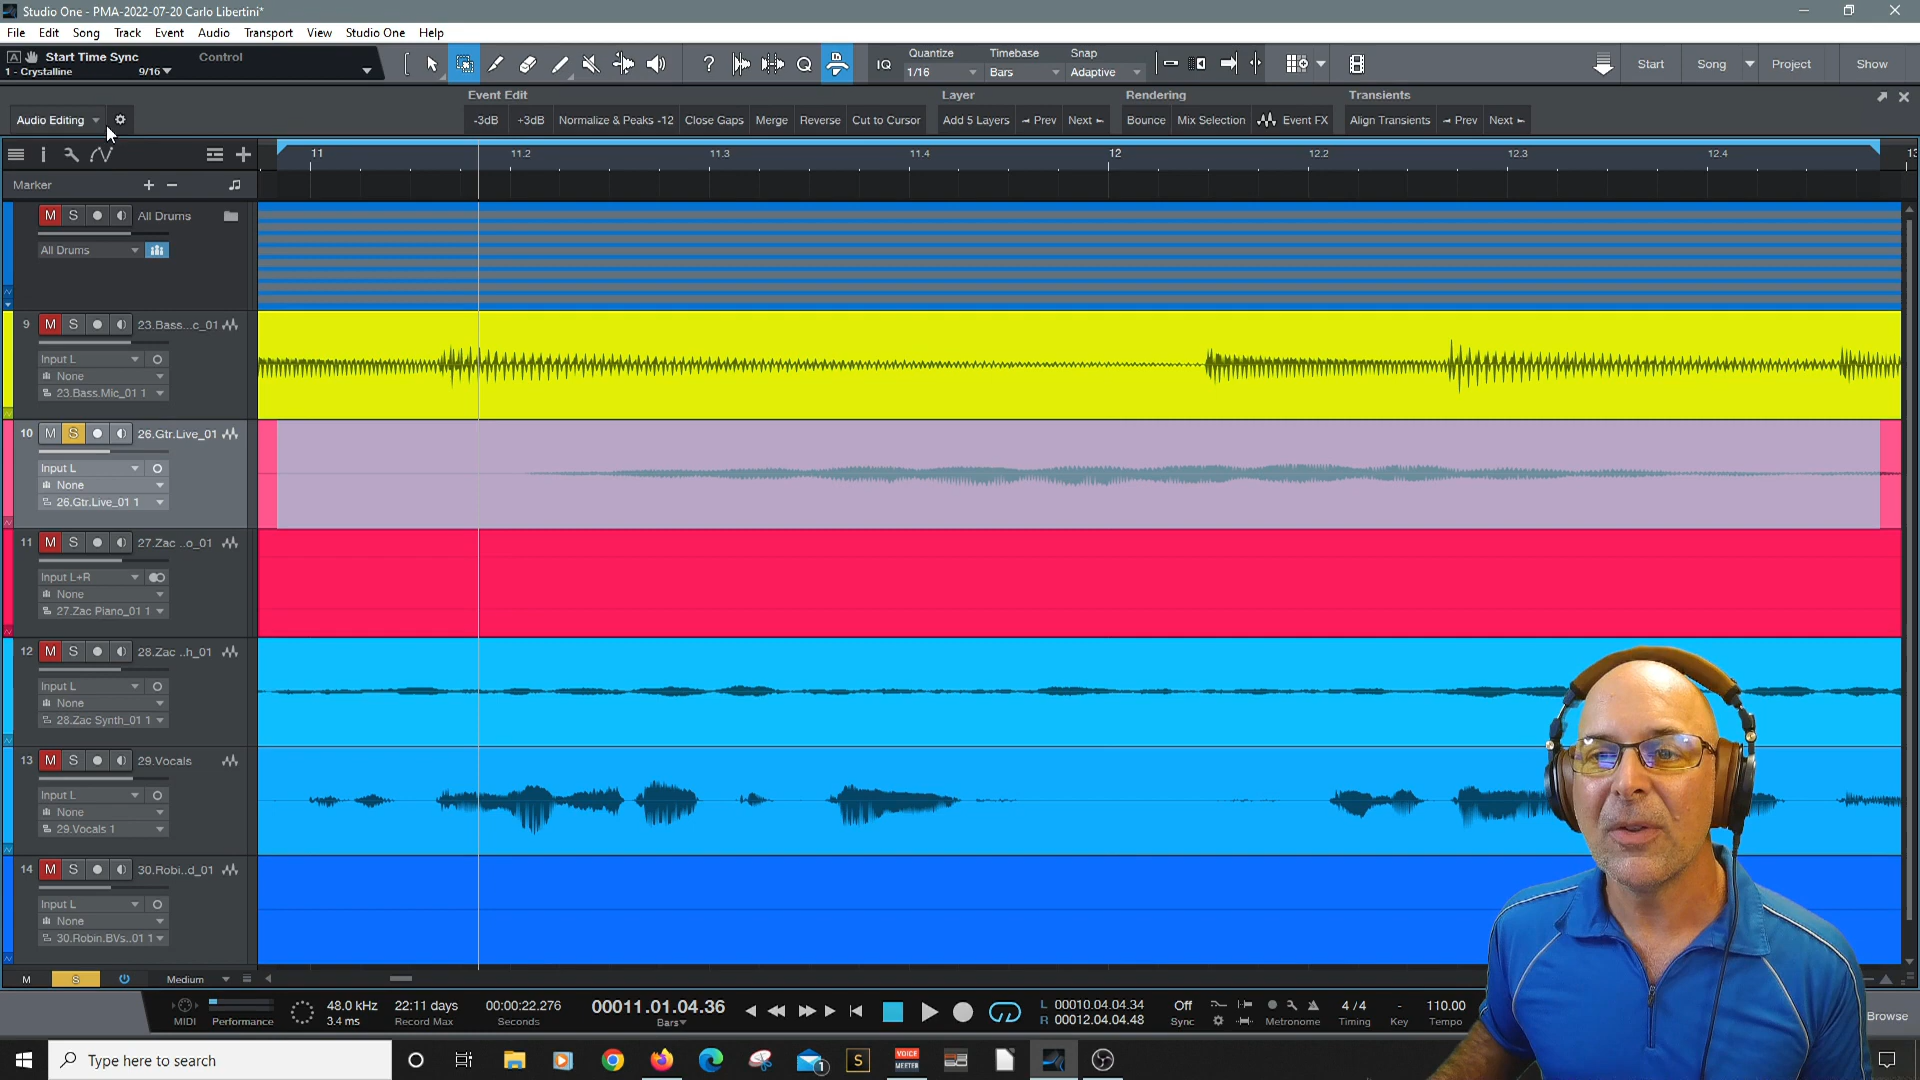 Studio One - PMA-2022-07-20 Carlo Libertini*
File Edit Song Track Event Audio Transport View Studio One Help
A Start Time Sync Control
1 - Crystalline 9/16
IQ Quantize Timebase Snap
1/16 Bars Adaptive
Start Song Project Show
Event Edit Layer Rendering Transients
Audio Editing
-3dB +3dB Normalize & Peaks -12 Close Gaps Merge Reverse Cut to Cursor Add 5 Layers Prev Next Bounce Mix Selection Event FX Align Transients Prev Next
11 11.2 11.3 11.4 12 12.2 12.3 12.4 13
Marker
M S All Drums
All Drums
9 M S 23.Bass...c_01
Input L
None
23.Bass.Mic_01 1
10 M S 26.Gtr.Live_01
Input L
None
26.Gtr.Live_01 1
11 M S 27.Zac ..o_01
Input L+R
None
27.Zac Piano_01 1
12 M S 28.Zac ..h_01
Input L
None
28.Zac Synth_01 1
13 M S 29.Vocals
Input L
None
29.Vocals 1
14 M S 30.Robi..d_01
Input L
None
30.Robin.BVs..01 1
M S Medium
MIDI Performance
48.0 kHz
3.4 ms
22:11 days
Record Max
00:00:22.276
Seconds
00011.01.04.36
Bars
L 00010.04.04.34
R 00012.04.04.48
Off
Sync
Metronome
4 / 4
Timing
-
Key
110.00
Tempo
Browse
Type here to search
1
S
VOICE
MEETER